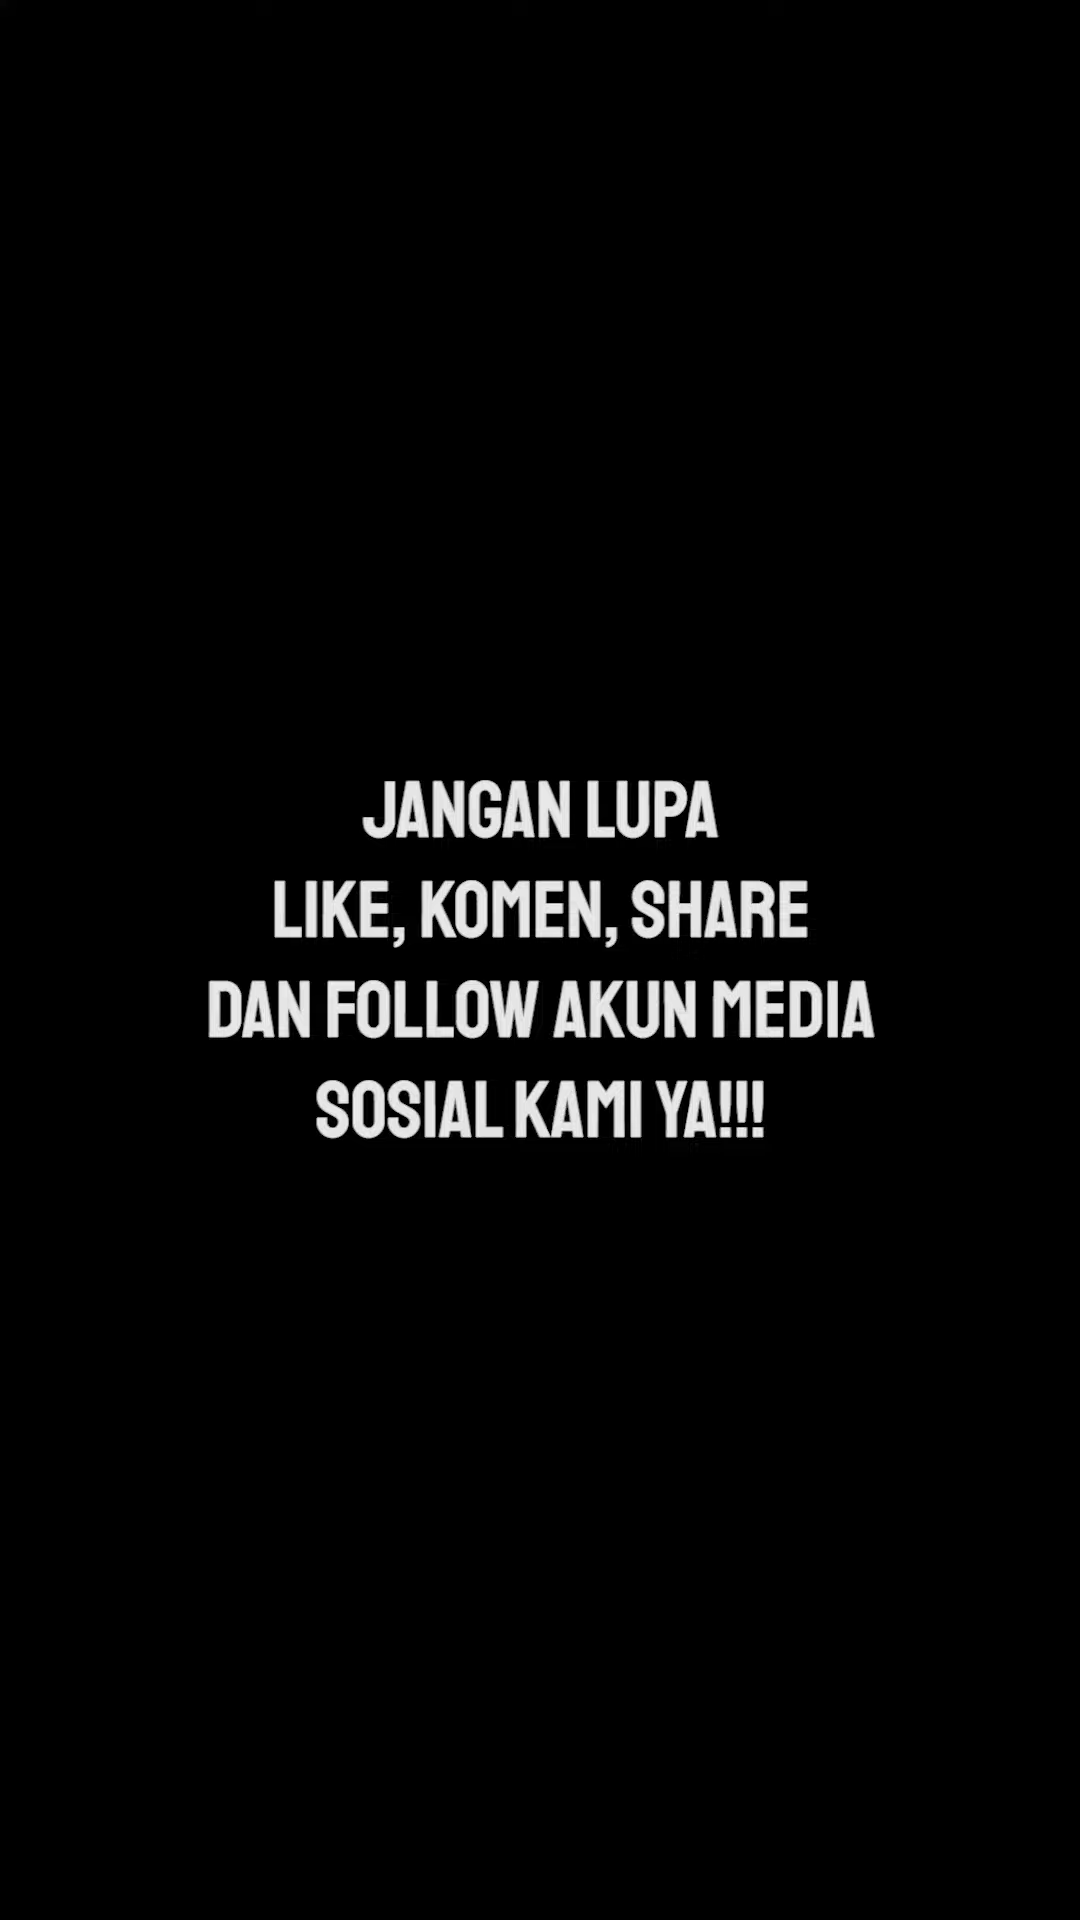 JANGAN LUPA
LIKE, KOMEN, SHARE
DAN FOLLOW AKUN MEDIA
SOSIAL KAMI YA!!!